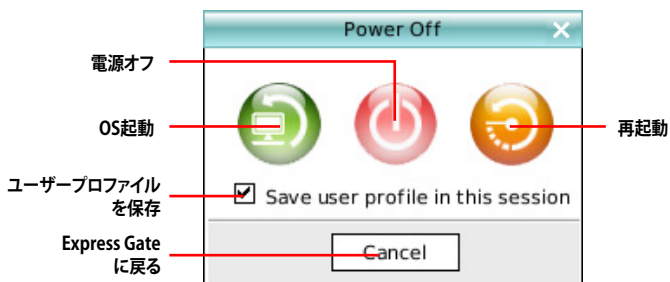 Power Off
電源オフ
OS起動
再起動
ユーザープロファイル
を保存
Save user profile in this session
Express Gate
に戻る
Cancel